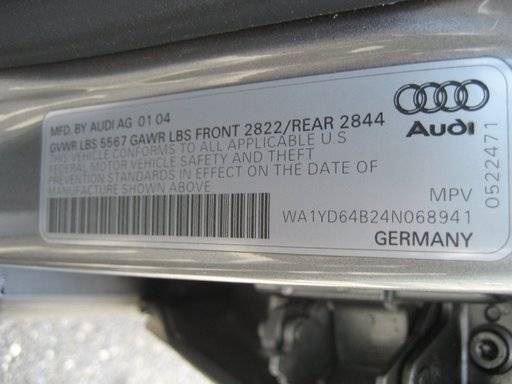 MFD. BY AUDI AG 01 04
GVWR LBS 5567 GAWR LBS FRONT 2822/REAR 2844
THIS VEHICLE CONFORMS TO ALL APPLICABLE U.S
FEDERAL MOTOR VEHICLE SAFETY AND THEFT
PREVENTION STANDARDS IN EFFECT ON THE DATE OF
MANUFACTURE SHOWN ABOVE
Audi
0522471
MPV
WA1YD64B24N068941
GERMANY